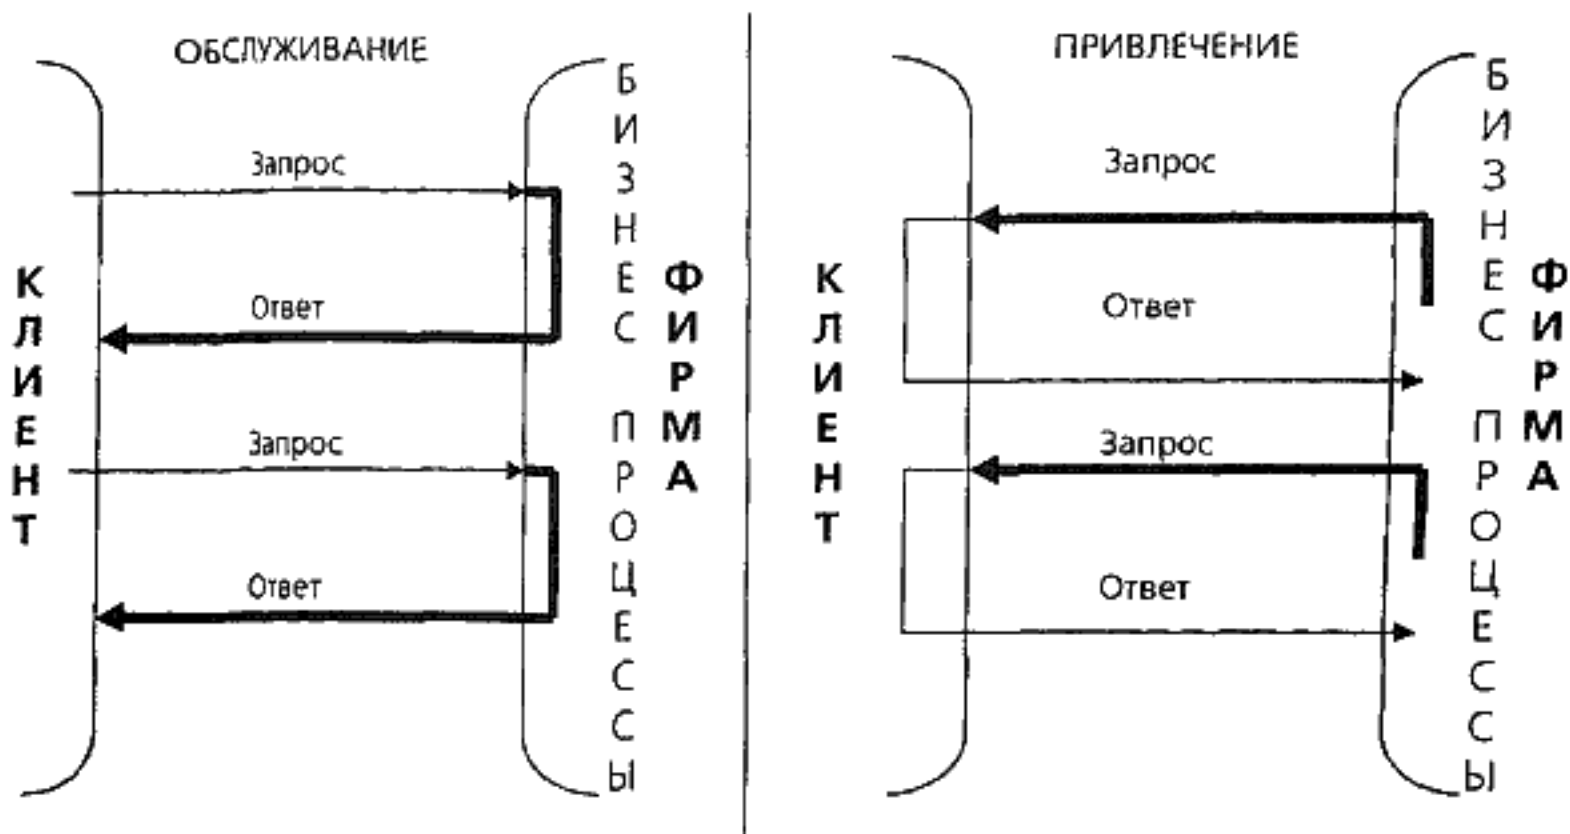 ОБСЛУЖИВАНИЕ
Запрос
Ответ
Запрос
Ответ
КЛИЕНТ
БИЗНЕС ПРОЦЕССЫ
ФИРМА
ПРИВЛЕЧЕНИЕ
Запрос
Ответ
Запрос
Ответ
КЛИЕНТ
БИЗНЕС ПРОЦЕССЫ
ФИРМА